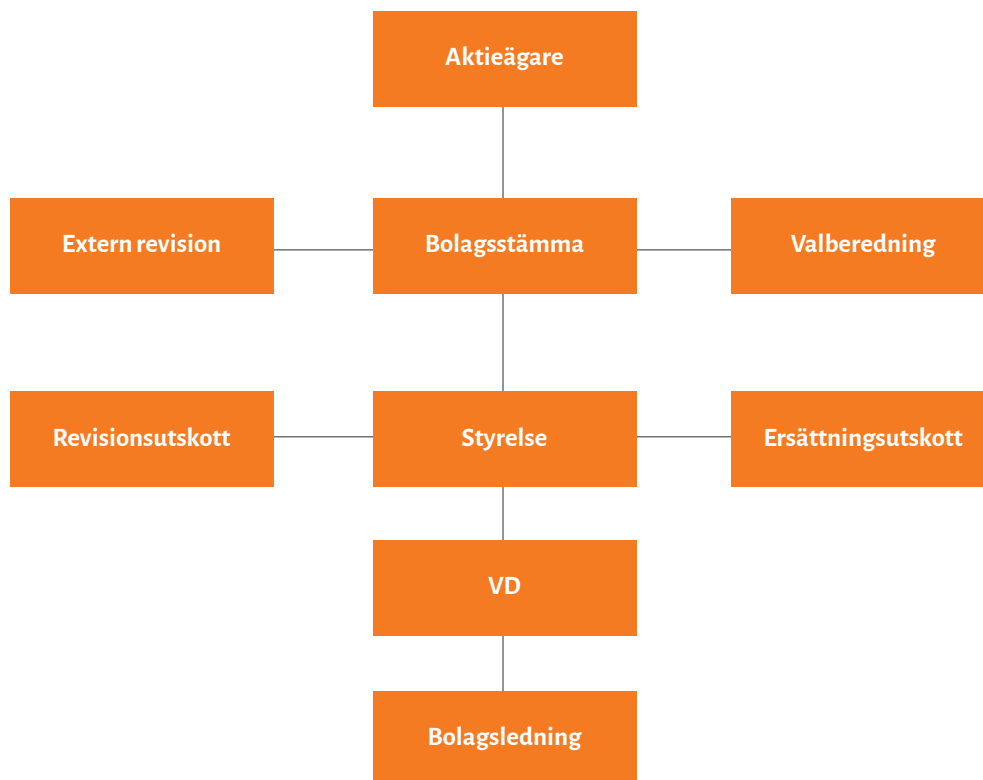 Aktieägare
Extern revision
Bolagsstämma
Valberedning
Revisionsutskott
Styrelse
Ersättningsutskott
VD
Bolagsledning